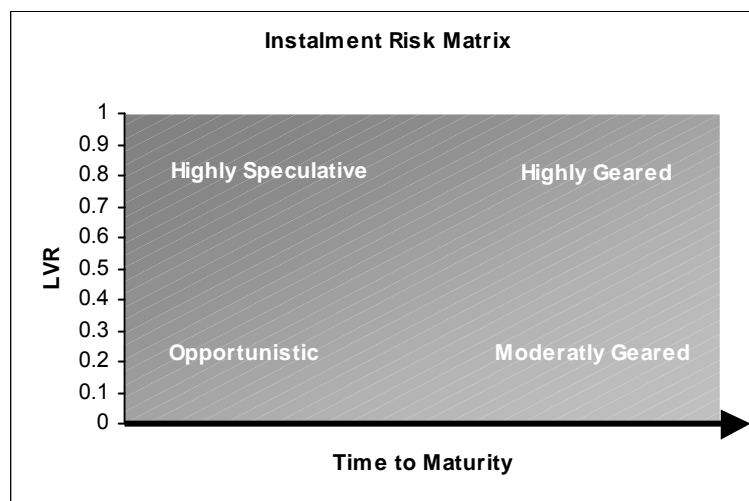 Instalment Risk Matrix
1
0.9
0.8
0.7
0.6
0.5
0.4
0.3
0.2
0.1
0
LVR
Highly Speculative
Highly Geared
Opportunistic
Moderatly Geared
Time to Maturity